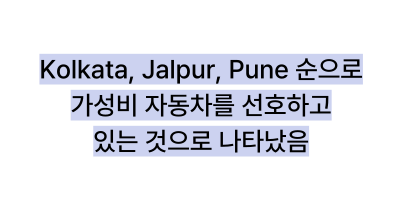 Kolkata, Jalpur, Pune 순으로
가성비 자동차를 선호하고
있는 것으로 나타났음